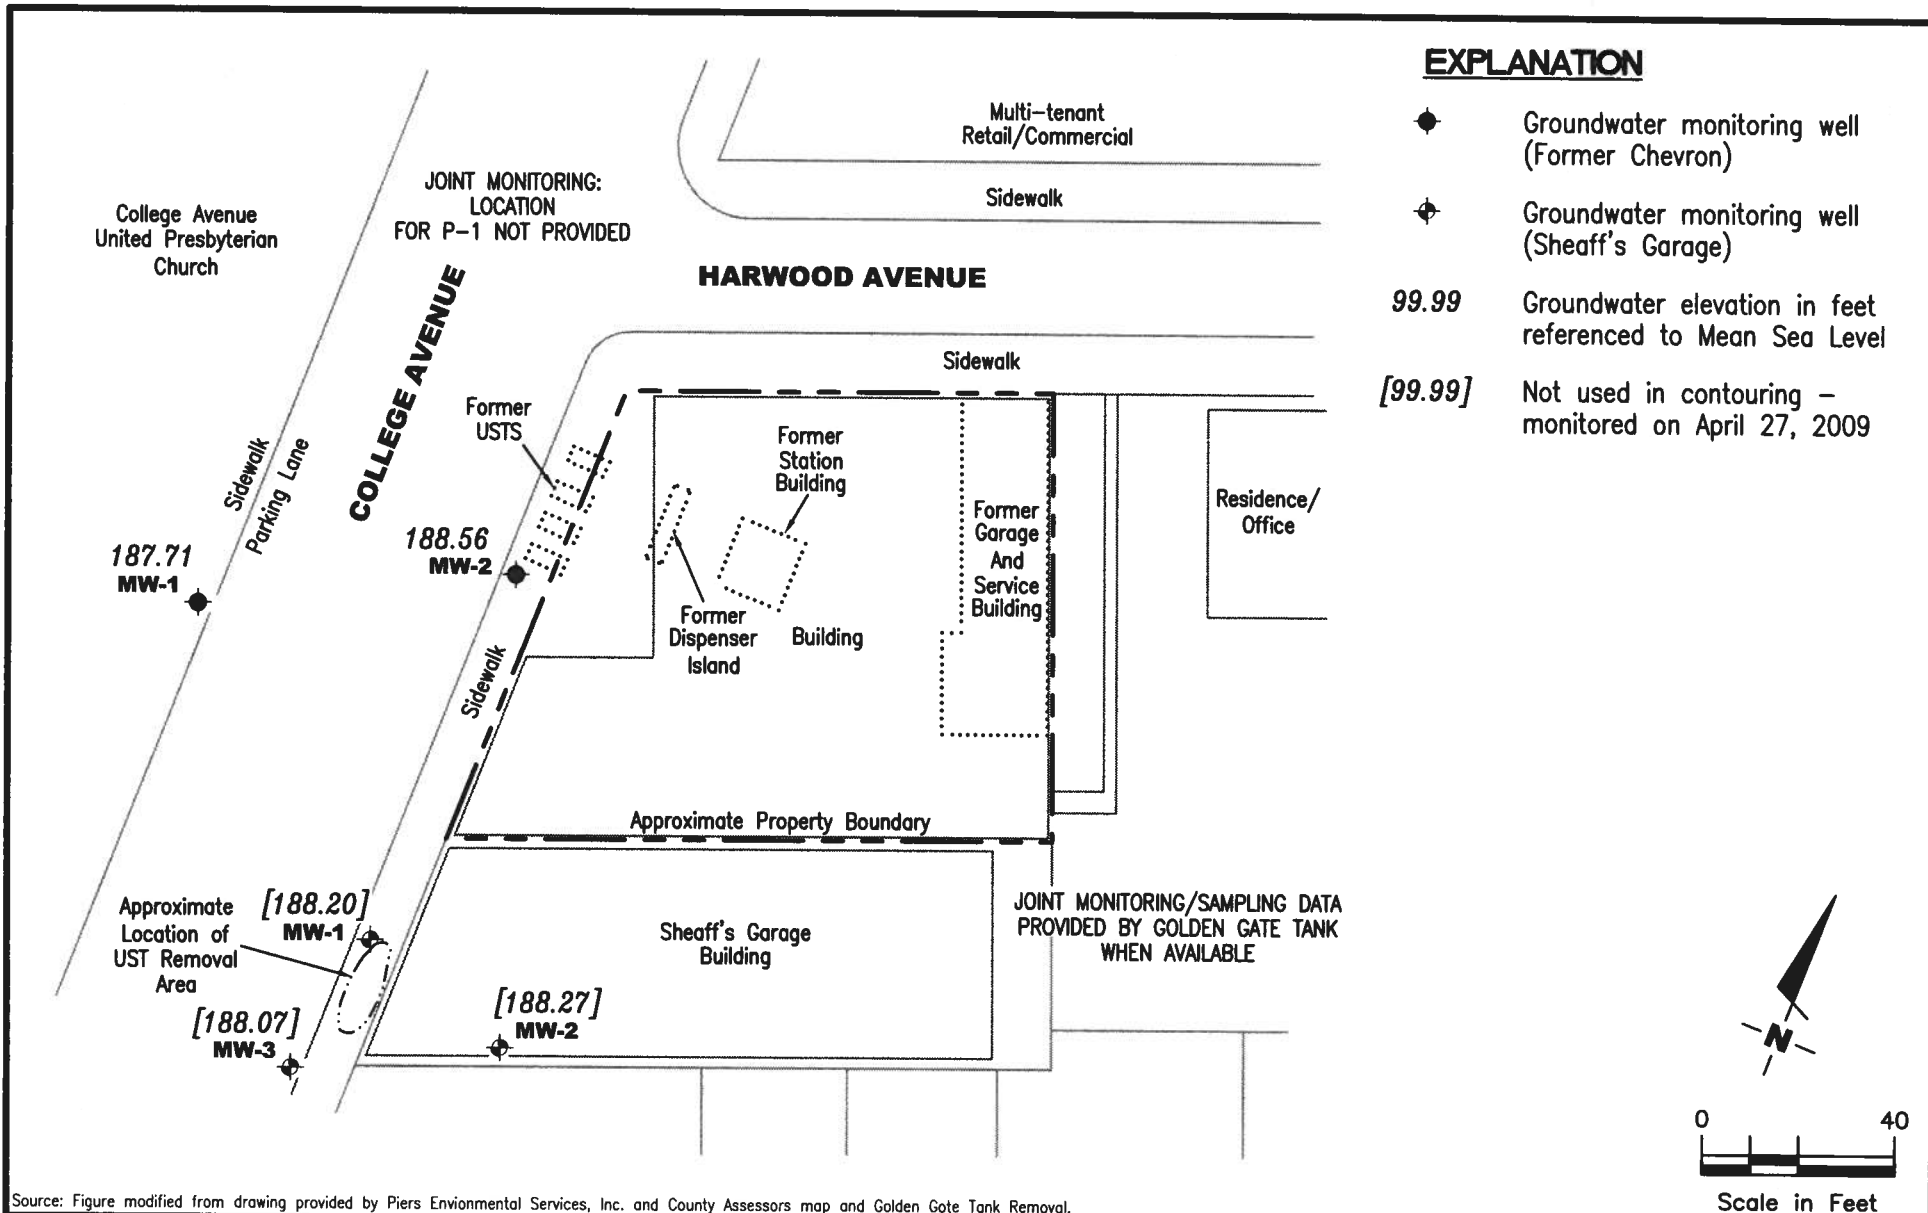 EXPLANATION
Groundwater monitoring well
(Former Chevron)
Groundwater monitoring well
(Sheaff's Garage)
99.99 Groundwater elevation in feet
referenced to Mean Sea Level
[99.99] Not used in contouring –
monitored on April 27, 2009
Multi-tenant
Retail/Commercial
Sidewalk
JOINT MONITORING:
LOCATION
FOR P-1 NOT PROVIDED
College Avenue
United Presbyterian
Church
HARWOOD AVENUE
COLLEGE AVENUE
Sidewalk
Sidewalk
Parking Lane
Former
USTS
Former
Station
Building
Former
Garage
And
Service
Building
Residence/
Office
187.71
MW-1
188.56
MW-2
Former
Dispenser
Island
Building
Sidewalk
Approximate Property Boundary
Approximate
Location of
UST Removal
Area
[188.20]
MW-1
[188.07]
MW-3
[188.27]
MW-2
Sheaff's Garage
Building
JOINT MONITORING/SAMPLING DATA
PROVIDED BY GOLDEN GATE TANK
WHEN AVAILABLE
N
0 40
Scale in Feet
Source: Figure modified from drawing provided by Piers Envionmental Services, Inc. and County Assessors map and Golden Gote Tank Removal.